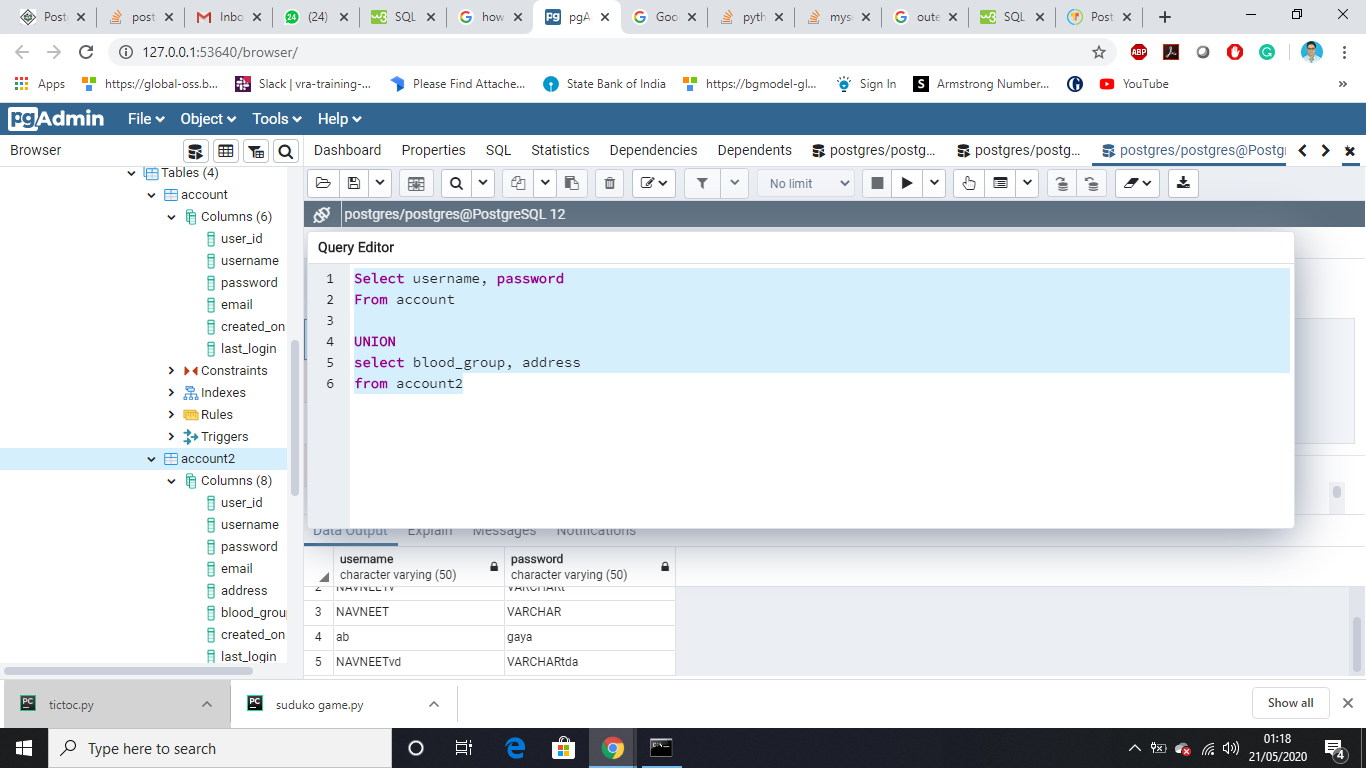 Poste
post
Inbo
24
(24)
SQL
how
pgA
Goo
pyth
myse
oute
SQL
Post
127.0.0.1:53640/browser/
ABP
Apps
https://global-oss.b...
Slack | vra-training-...
Please Find Attache...
State Bank of India
https://bgmodel-gl...
Sign In
S
Armstrong Number...
YouTube
»
pgAdmin
File
Object
Tools
Help
Browser
Dashboard
Properties
SQL
Statistics
Dependencies
Dependents
postgres/postg...
postgres/postg...
postgres/postgres@Postgr
Tables (4)
account
Columns (6)
user_id
username
password
email
created_on
last_login
Constraints
Indexes
Rules
Triggers
account2
Columns (8)
user_id
username
password
email
address
blood_grou
created_on
last_login
No limit
postgres/postgres@PostgreSQL 12
Query Editor
1 Select username, password
2 From account
3
4 UNION
5 select blood_group, address
6 from account2
Data Output
Explain
Messages
Notifications
username
character varying (50)
password
character varying (50)
2 NAVNEETv VARCHARt
3 NAVNEET VARCHAR
4 ab gaya
5 NAVNEETvd VARCHARtda
PC
tictoc.py
PC
suduko game.py
Show all
Type here to search
01:18
21/05/2020
4